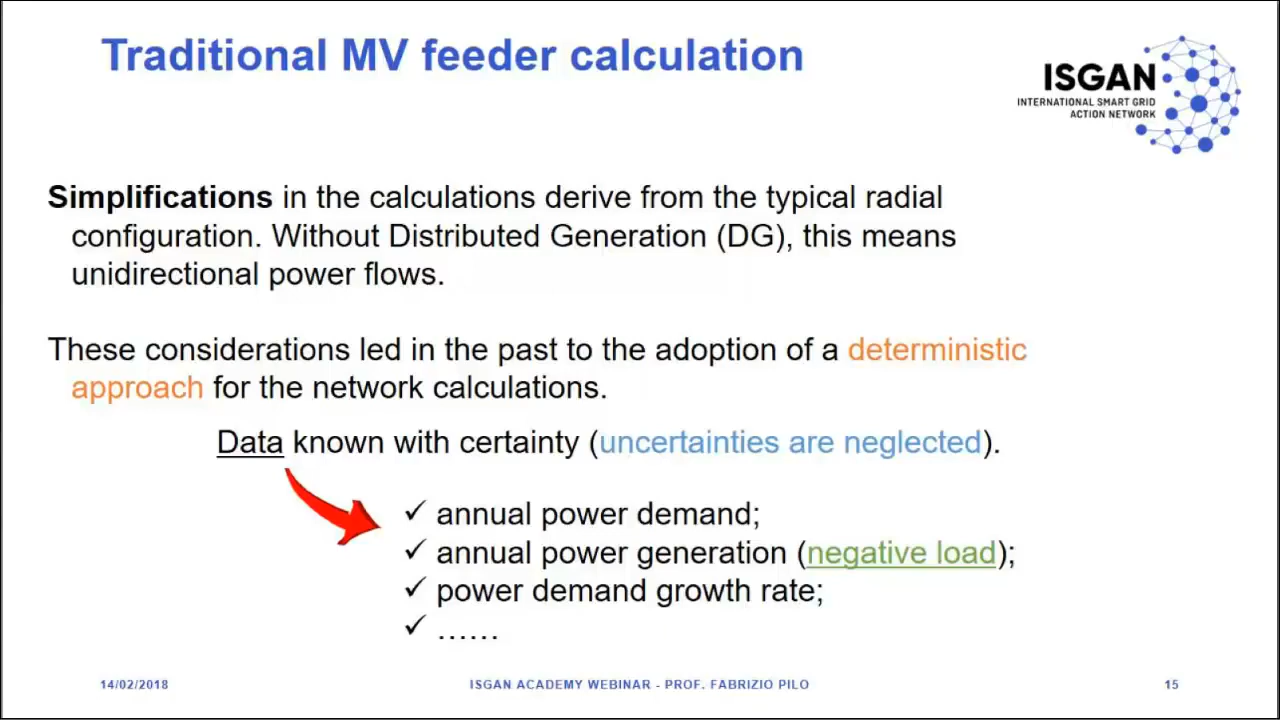 Traditional MV feeder calculation
ISGAN
INTERNATIONAL SMART GRID
ACTION NETWORK
Simplifications in the calculations derive from the typical radial
configuration. Without Distributed Generation (DG), this means
unidirectional power flows.
These considerations led in the past to the adoption of a deterministic
approach for the network calculations.
Data known with certainty (uncertainties are neglected).
✓ annual power demand;
✓ annual power generation (negative load);
✓ power demand growth rate;
✓ ……
14/02/2018
ISGAN ACADEMY WEBINAR - PROF. FABRIZIO PILO
15